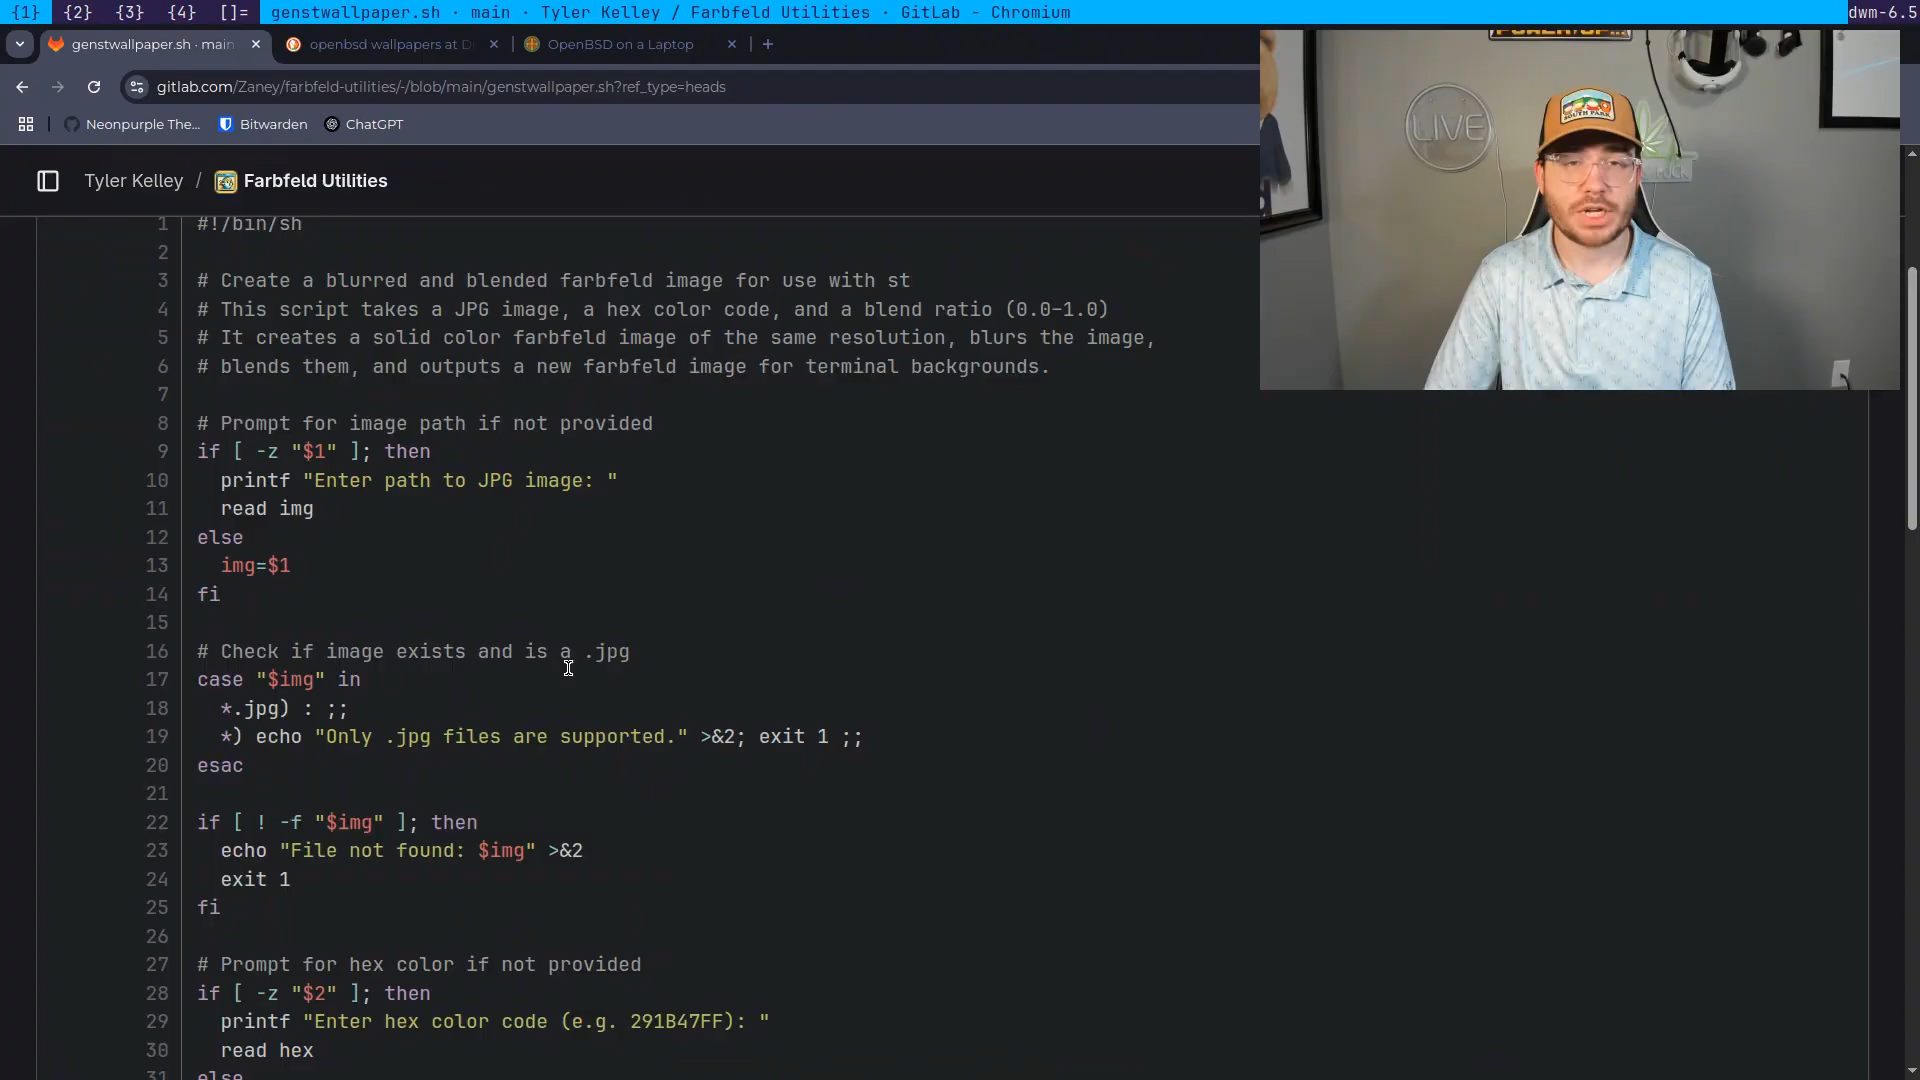 {1} {2} {3} {4} []= genstwallpaper.sh · main · Tyler Kelley / Farbfeld Utilities · GitLab - Chromium dwm-6.5
genstwallpaper.sh · main openbsd wallpapers at D OpenBSD on a Laptop
gitlab.com/Zaney/farbfeld-utilities/-/blob/main/genstwallpaper.sh?ref_type=heads
Neonpurple The... Bitwarden ChatGPT
LIVE
Tyler Kelley / Farbfeld Utilities
1 #!/bin/sh
2
3 # Create a blurred and blended farbfeld image for use with st
4 # This script takes a JPG image, a hex color code, and a blend ratio (0.0-1.0)
5 # It creates a solid color farbfeld image of the same resolution, blurs the image,
6 # blends them, and outputs a new farbfeld image for terminal backgrounds.
7
8 # Prompt for image path if not provided
9 if [ -z "$1" ]; then
10 printf "Enter path to JPG image: "
11 read img
12 else
13 img=$1
14 fi
15
16 # Check if image exists and is a .jpg
17 case "$img" in
18 *.jpg) : ;;
19 *) echo "Only .jpg files are supported." >&2; exit 1 ;;
20 esac
21
22 if [ ! -f "$img" ]; then
23 echo "File not found: $img" >&2
24 exit 1
25 fi
26
27 # Prompt for hex color if not provided
28 if [ -z "$2" ]; then
29 printf "Enter hex color code (e.g. 291B47FF): "
30 read hex
31 else
SOUTH PARK